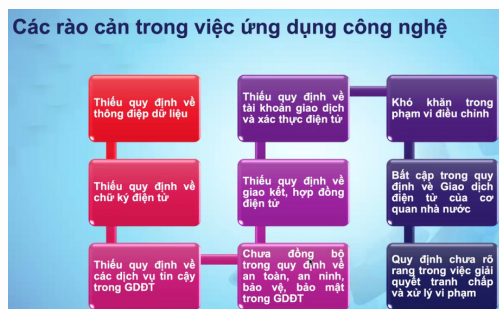 Các rào cản trong việc ứng dụng công nghệ
Thiếu quy định về
thông điệp dữ liệu
Thiếu quy định về
chữ ký điện tử
Thiếu quy định về
các dịch vụ tin cậy
trong GDĐT
Chưa đồng bộ
trong quy định về
an toàn, an ninh,
bảo vệ, bảo mật
trong GDĐT
Thiếu quy định về
giao kết, hợp đồng
điện tử
Thiếu quy định về
tài khoản giao dịch
và xác thực điện tử
Khó khăn trong
phạm vi điều chỉnh
Bất cập trong quy
định về Giao dịch
điện tử của cơ
quan nhà nước
Quy định chưa rõ
rang trong việc giải
quyết tranh chấp
và xử lý vi phạm